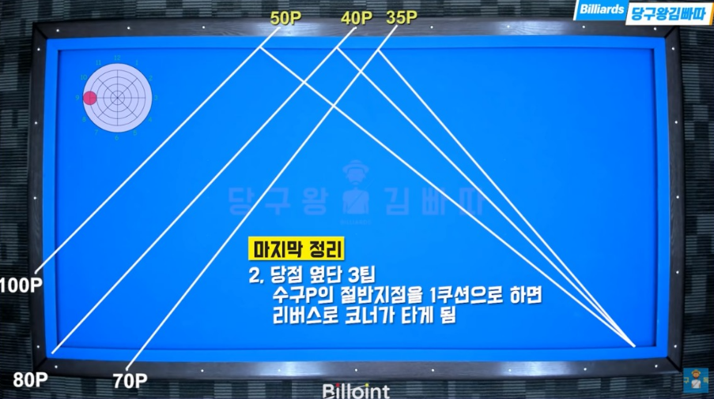 50P 40P 35P
Billiards 당구왕김빠따
당구왕 김빠따
100P
마지막 정리
2. 당점 옆단 3팁
수구P의 절반지점을 1쿠션으로 하면
리버스로 코너가 타게 됨
80P 70P
Billoint